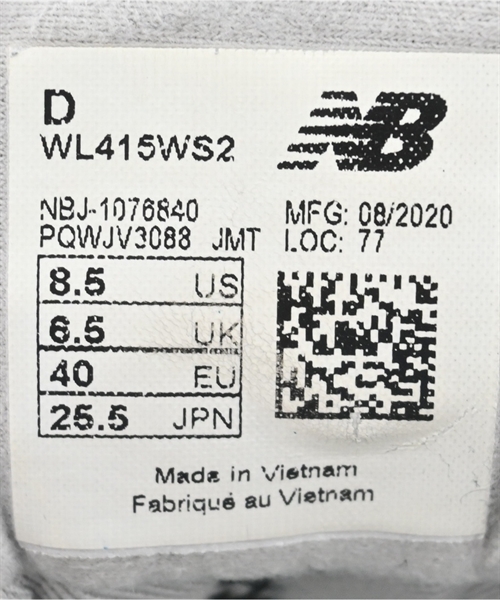 D
WL415WS2
NB
NBJ-1076840
PQWJV3088 JMT
MFG: 08/2020
LOC: 77
8.5 US
6.5 UK
40 EU
25.5 JPN
Made in Vietnam
Fabriqué au Vietnam